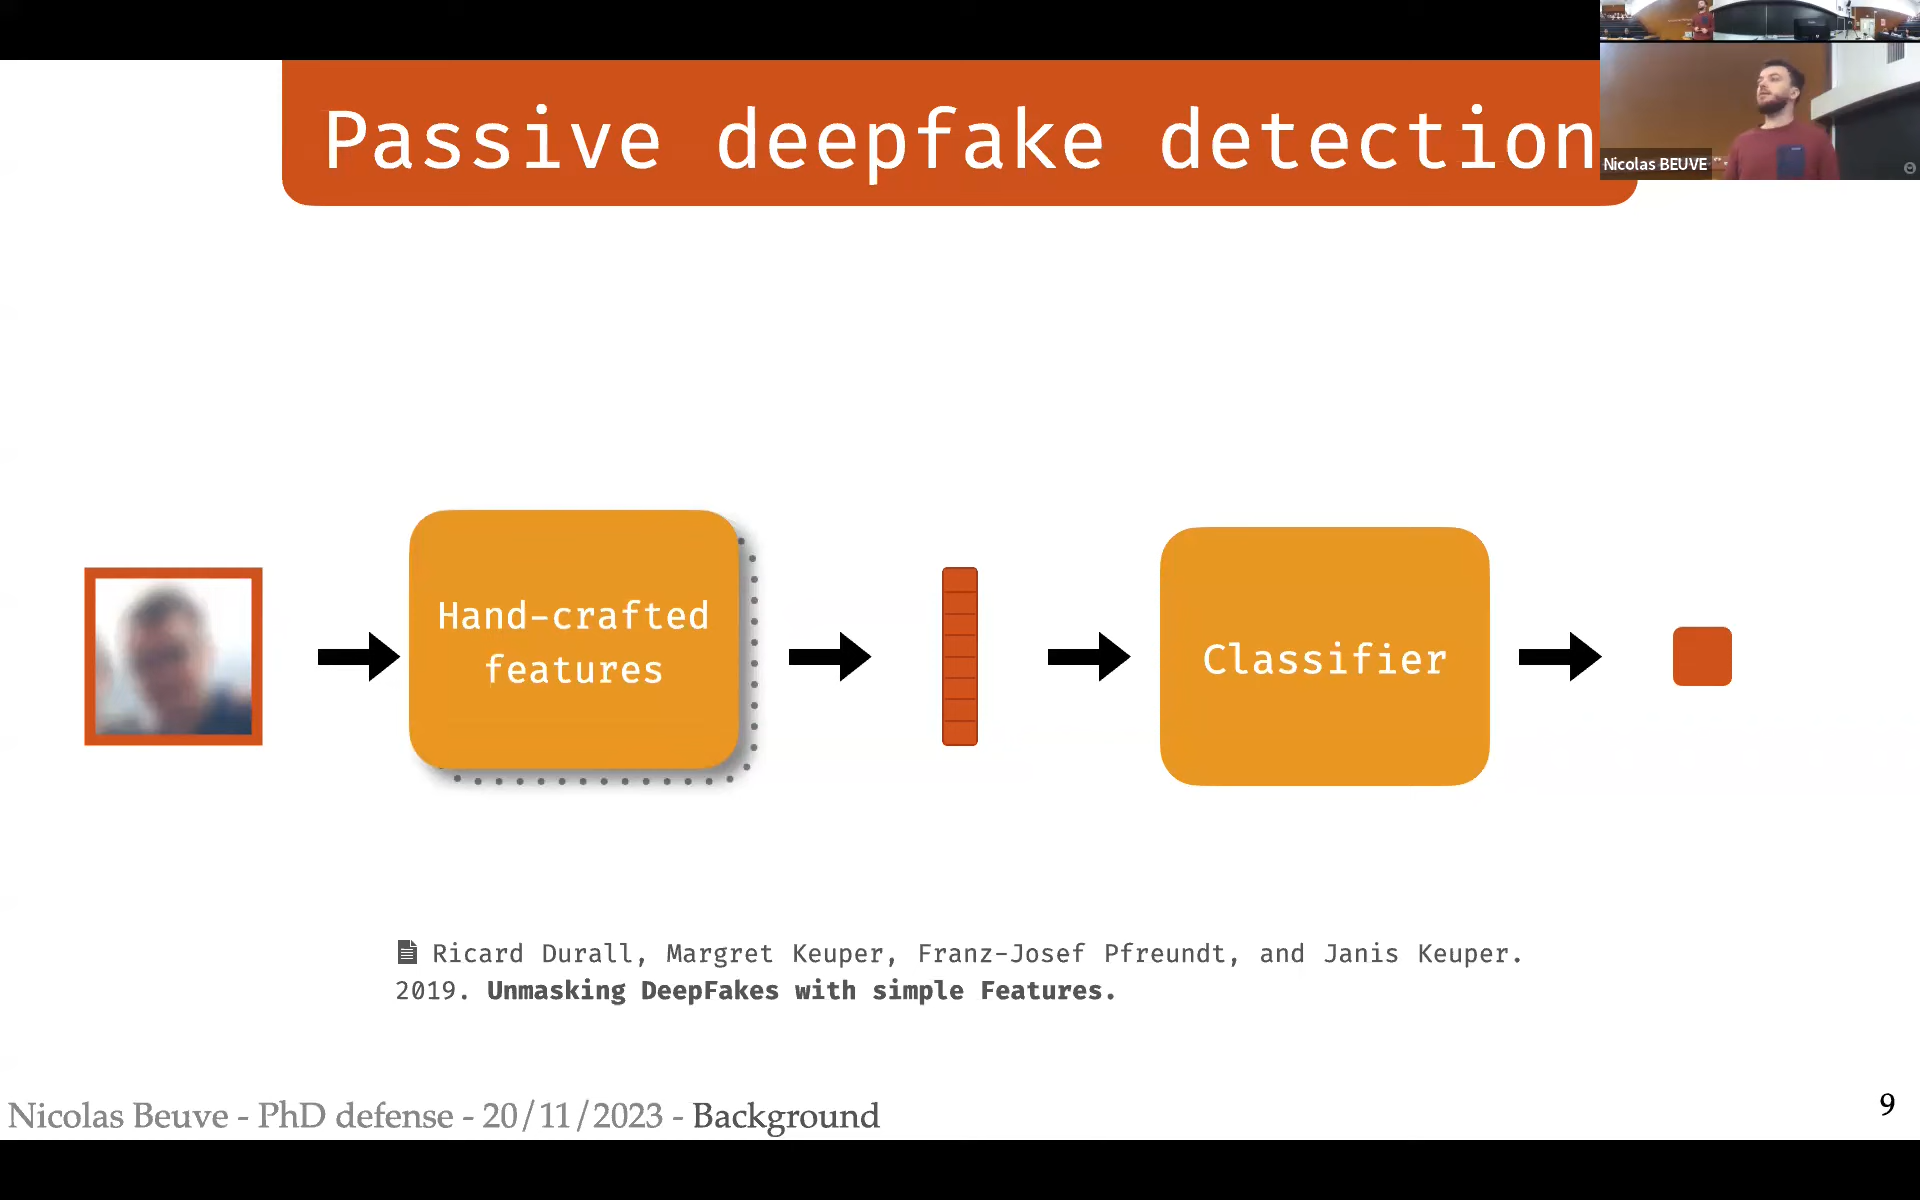 Passive deepfake detection
Nicolas BEUVE
Hand-crafted
features
Classifier
Ricard Durall, Margret Keuper, Franz-Josef Pfreundt, and Janis Keuper.
2019. Unmasking DeepFakes with simple Features.
Nicolas Beuve - PhD defense - 20/11/2023 - Background
9